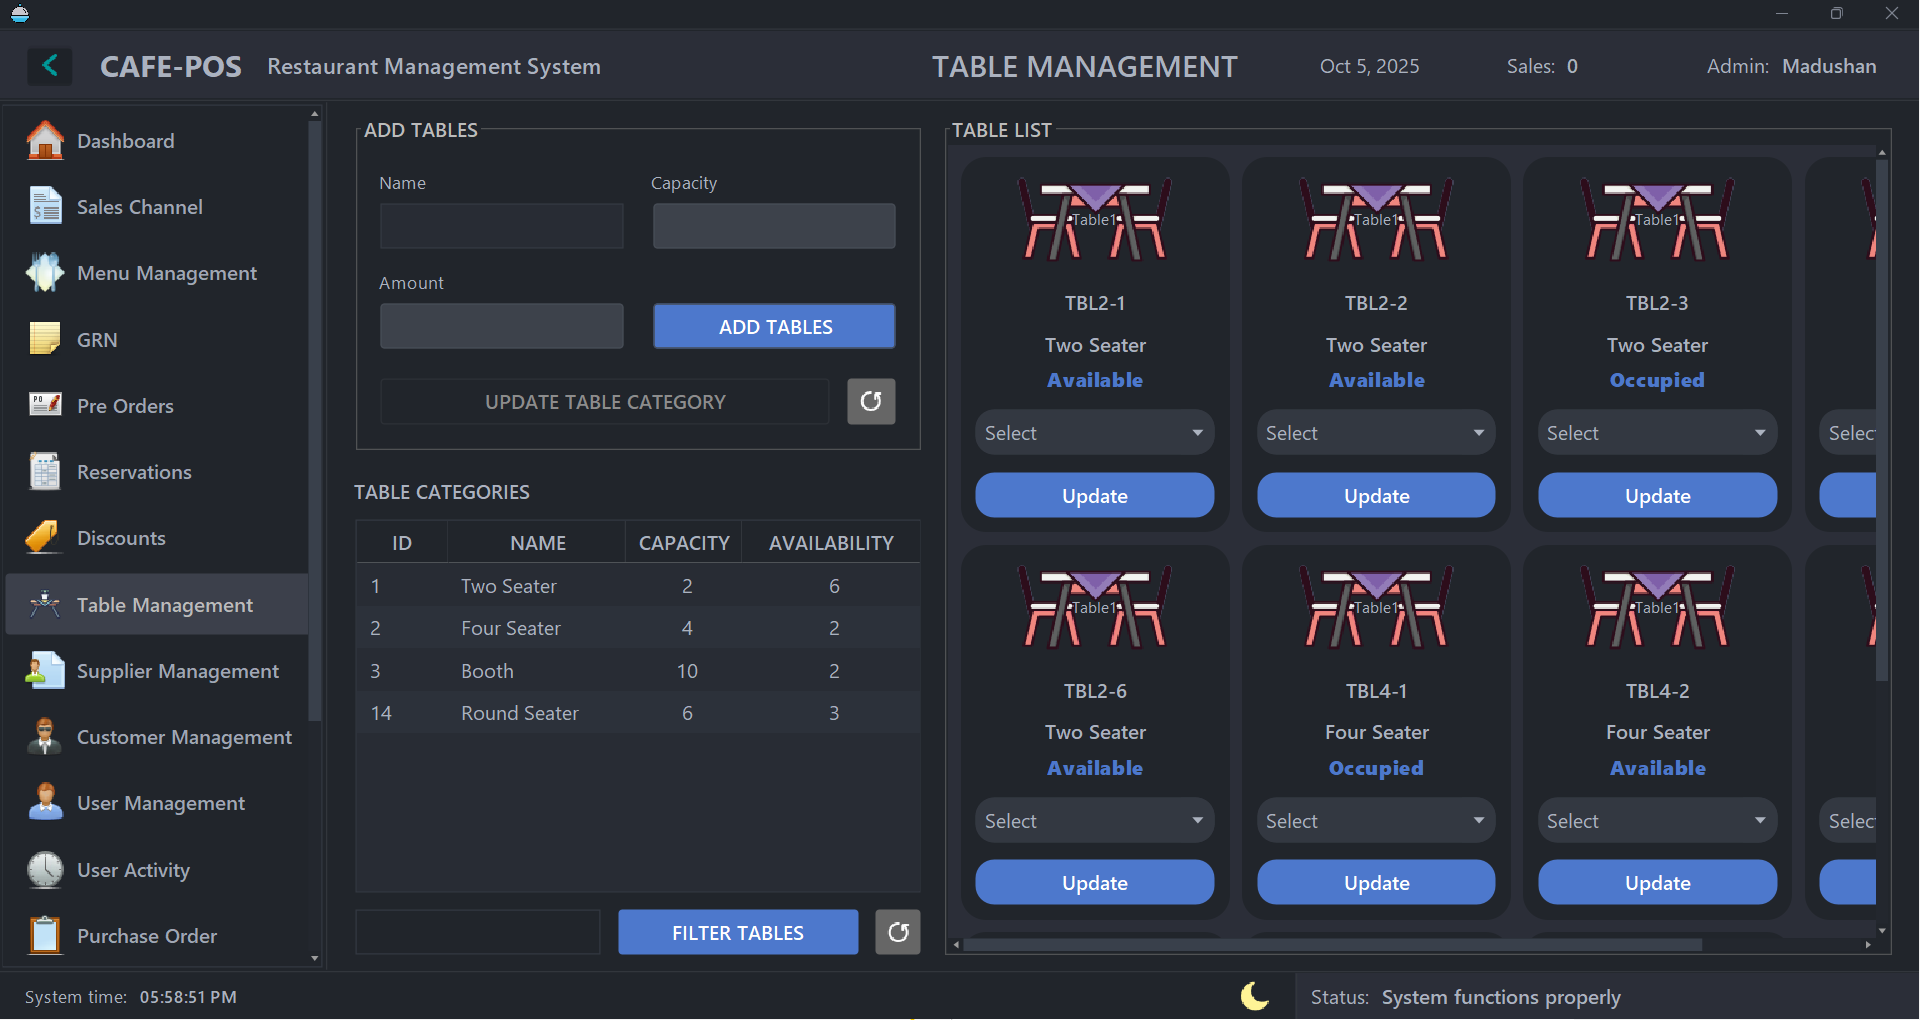 CAFE-POS Restaurant Management System TABLE MANAGEMENT Oct 5, 2025 Sales: 0 Admin: Madushan
Dashboard
Sales Channel
Menu Management
GRN
Pre Orders
Reservations
Discounts
Table Management
Supplier Management
Customer Management
User Management
User Activity
Purchase Order
ADD TABLES
Name Capacity
Amount
ADD TABLES
UPDATE TABLE CATEGORY
TABLE CATEGORIES
ID NAME CAPACITY AVAILABILITY
1 Two Seater 2 6
2 Four Seater 4 2
3 Booth 10 2
14 Round Seater 6 3
FILTER TABLES
TABLE LIST
Table1 Table1 Table1
TBL2-1 TBL2-2 TBL2-3
Two Seater Two Seater Two Seater
Available Available Occupied
Select Select Select Selec
Update Update Update
Table1 Table1 Table1
TBL2-6 TBL4-1 TBL4-2
Two Seater Four Seater Four Seater
Available Occupied Available
Select Select Select Selec
Update Update Update
System time: 05:58:51 PM Status: System functions properly